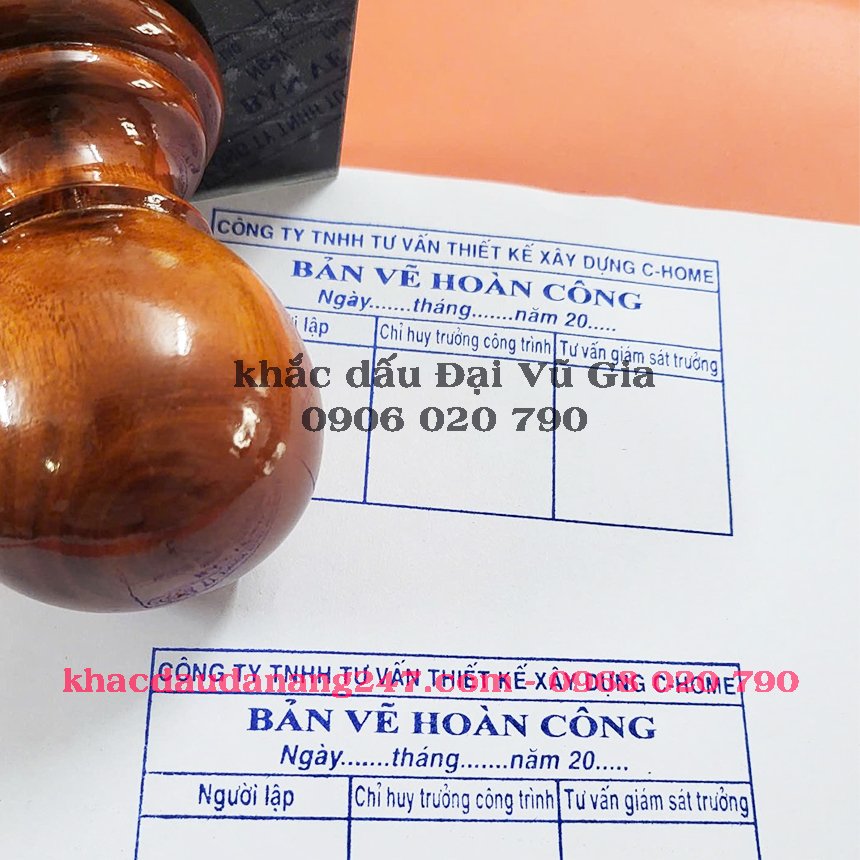 CÔNG TY TNHH TƯ VẤN THIẾT KẾ XÂY DỰNG C-HOME
BẢN VẼ HOÀN CÔNG
Ngày.......tháng.......năm 20.....
lập Chỉ huy trưởng công trình Tư vấn giám sát trưởng
khắc dấu Đại Vũ Gia
0906 020 790
CÔNG TY TNHH TƯ VẤN THIẾT KẾ XÂY DỰNG C-HOME
khacdaudanang247.com - 0968 020 790
BẢN VẼ HOÀN CÔNG
Ngày.......tháng.......năm 20.....
Người lập Chỉ huy trưởng công trình Tư vấn giám sát trưởng